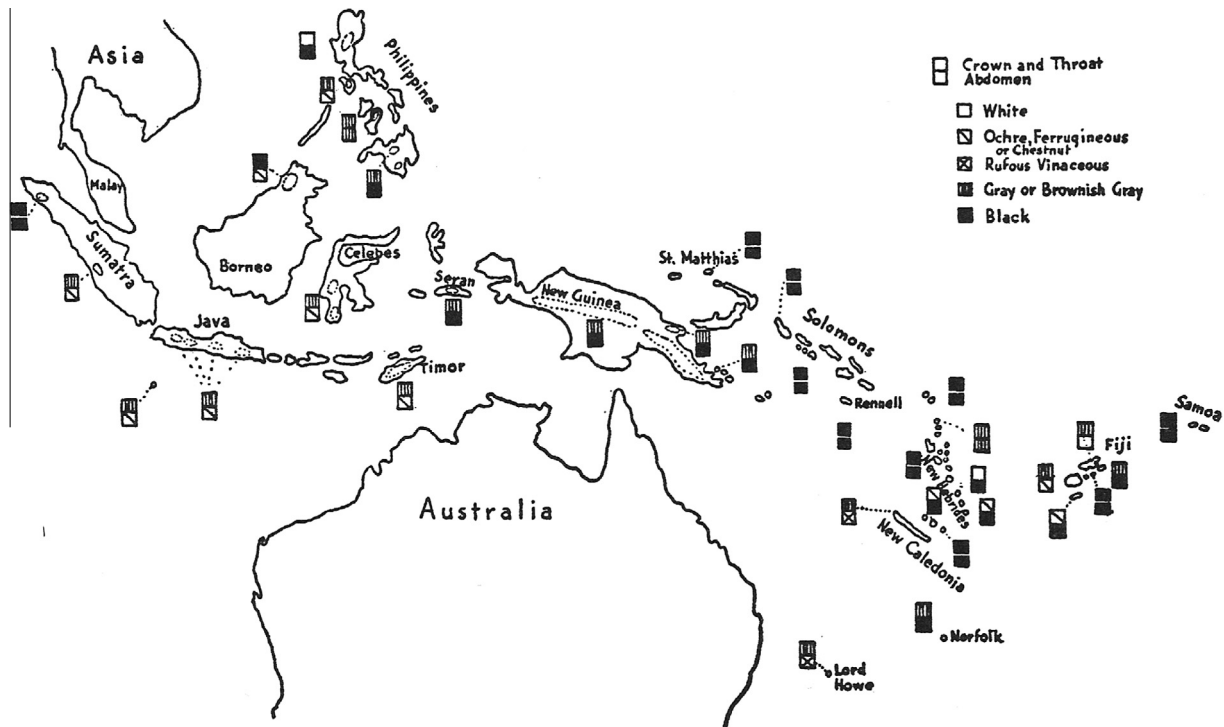 Asia
Philippines
Crown and Throat
Abdomen
White
Ochre, Ferrugineous
or Chestnut
Rufous Vinaceous
Gray or Brownish Gray
Black
Malay
Sumatra
Borneo
Celebes
Seran
St. Matthias
New Guinea
Java
Solomons
Timor
Rennell
Samoa
Fiji
New Hebrides
Australia
New Caledonia
Norfolk
Lord
Howe